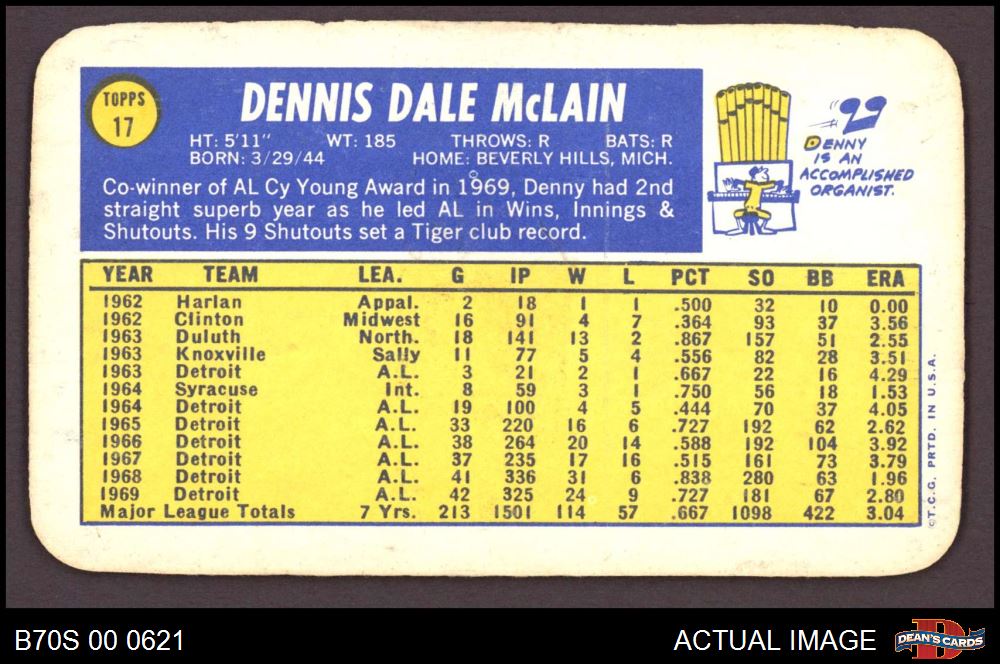 TOPPS
17
DENNIS DALE McLAIN
HT: 5'11" WT: 185 THROWS: R BATS: R
BORN: 3/29/44 HOME: BEVERLY HILLS, MICH.
Co-winner of AL Cy Young Award in 1969, Denny had 2nd
straight superb year as he led AL in Wins, Innings &
Shutouts. His 9 Shutouts set a Tiger club record.
DENNY
IS AN
ACCOMPLISHED
ORGANIST.
YEAR TEAM LEA. G IP W L PCT SO BB ERA
1962 Harlan Appal. 2 18 1 1 .500 32 10 0.00
1962 Clinton Midwest 16 91 4 7 .364 93 37 3.56
1963 Duluth North. 18 141 13 2 .867 157 51 2.55
1963 Knoxville Sally 11 77 5 4 .556 82 28 3.51
1963 Detroit A.L. 3 21 2 1 .667 22 16 4.29
1964 Syracuse Int. 8 59 3 1 .750 56 18 1.53
1964 Detroit A.L. 19 100 4 5 .444 70 37 4.05
1965 Detroit A.L. 33 220 16 6 .727 192 62 2.62
1966 Detroit A.L. 38 264 20 14 .588 192 104 3.92
1967 Detroit A.L. 37 235 17 16 .515 161 73 3.79
1968 Detroit A.L. 41 336 31 6 .838 280 63 1.96
1969 Detroit A.L. 42 325 24 9 .727 181 67 2.80
Major League Totals 7 Yrs. 213 1501 114 57 .667 1098 422 3.04
©T.C.G. PRTD. IN U.S.A.
B70S 00 0621
ACTUAL IMAGE
D
DEAN'S CARDS